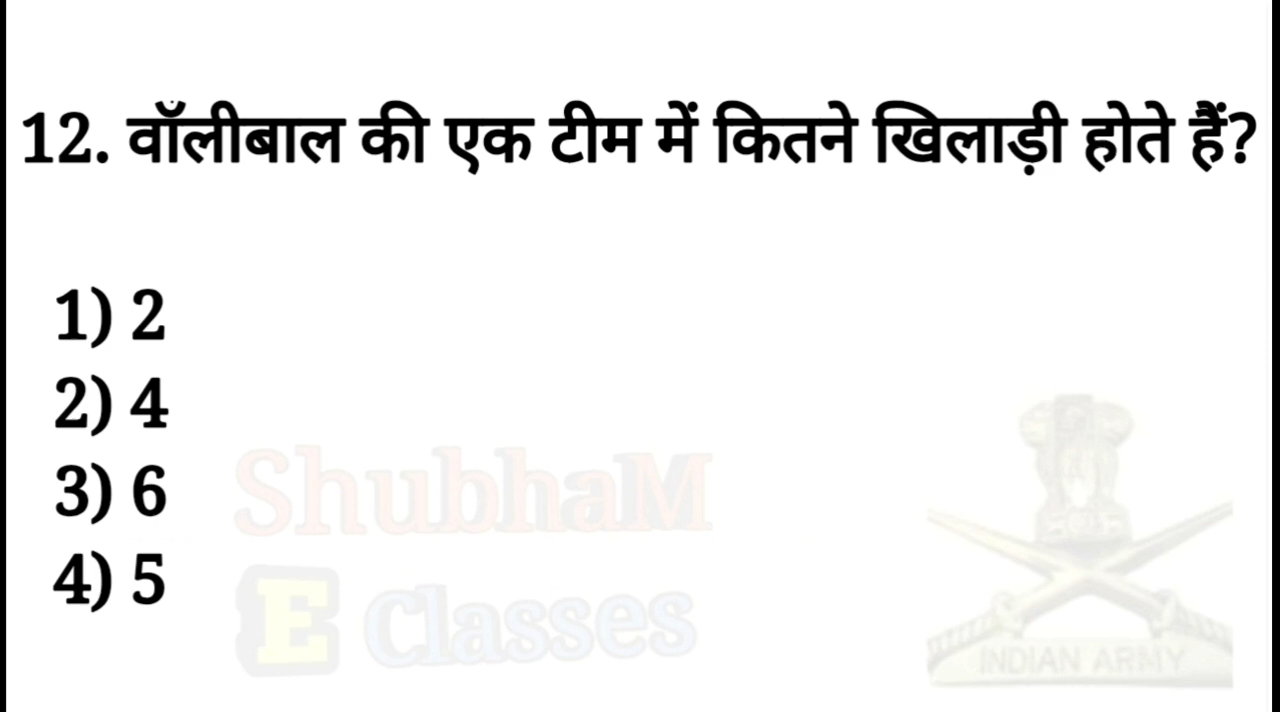 12. वॉलीबाल की एक टीम में कितने खिलाड़ी होते हैं?
1) 2
2) 4
3) 6
4) 5
ShubhaM
E Classes
INDIAN ARMY